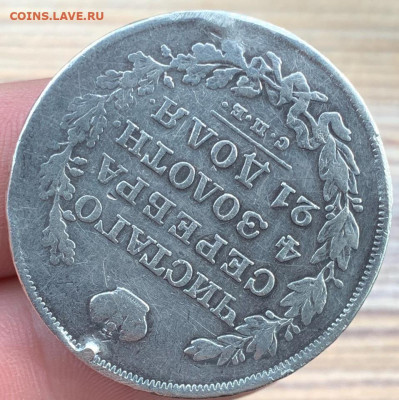 COINS.LAVE.RU
ЧИСТАГО
СЕРЕБРА
4 ЗОЛОТН.
21 ДОЛЯ.